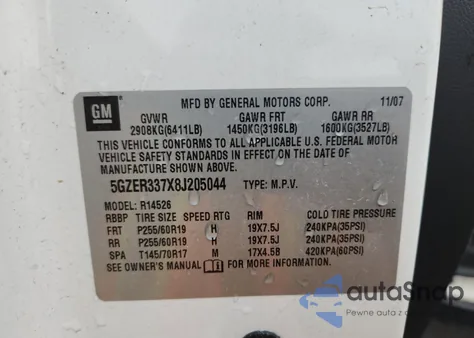 GM
MFD BY GENERAL MOTORS CORP. 11/07
GVWR GAWR FRT GAWR RR
2908KG(6411LB) 1450KG(3196LB) 1600KG(3527LB)
THIS VEHICLE CONFORMS TO ALL APPLICABLE U.S. FEDERAL MOTOR
VEHICLE SAFETY STANDARDS IN EFFECT ON THE DATE OF
MANUFACTURE SHOWN ABOVE.
5GZER337X8J205044 TYPE: M.P.V.
MODEL: R14526
RBBP TIRE SIZE SPEED RTG RIM COLD TIRE PRESSURE
FRT P255/60R19 H 19X7.5J 240KPA(35PSI)
RR P255/60R19 H 19X7.5J 240KPA(35PSI)
SPA T145/70R17 M 17X4.5B 420KPA(60PSI)
SEE OWNER'S MANUAL FOR MORE INFORMATION.
autaSnap
Pewne auta z